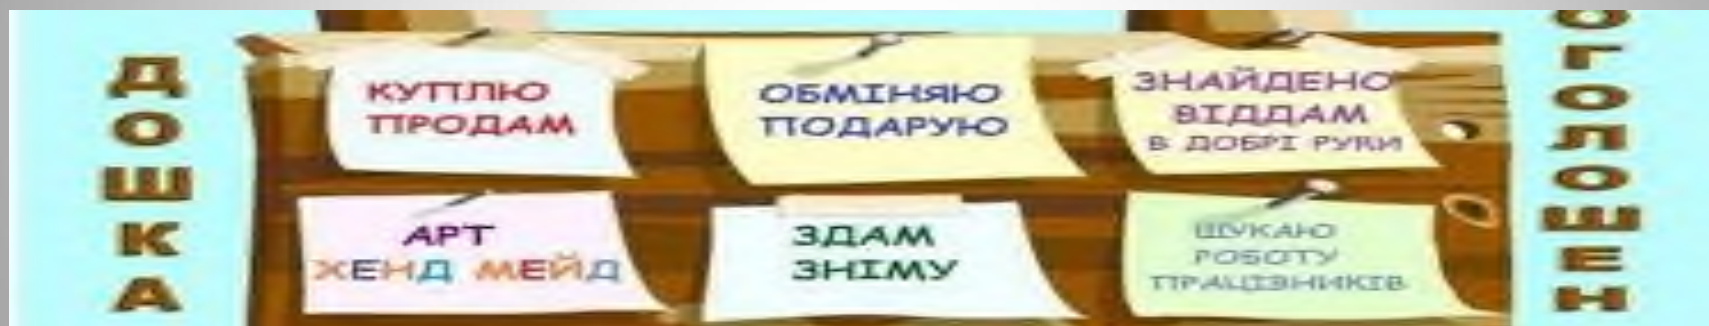 ДОШКА
КУПЛЮ
ПРОДАМ
ОБМІНЯЮ
ПОДАРУЮ
ЗНАЙДЕНО
ВІДДАМ
В ДОБРІ РУКИ
АРТ
ХЕНД МЕЙД
ЗДАМ
ЗНІМУ
ШУКАЮ
РОБОТУ
ПРАЦІВНИКІВ
ОГОЛОШЕН